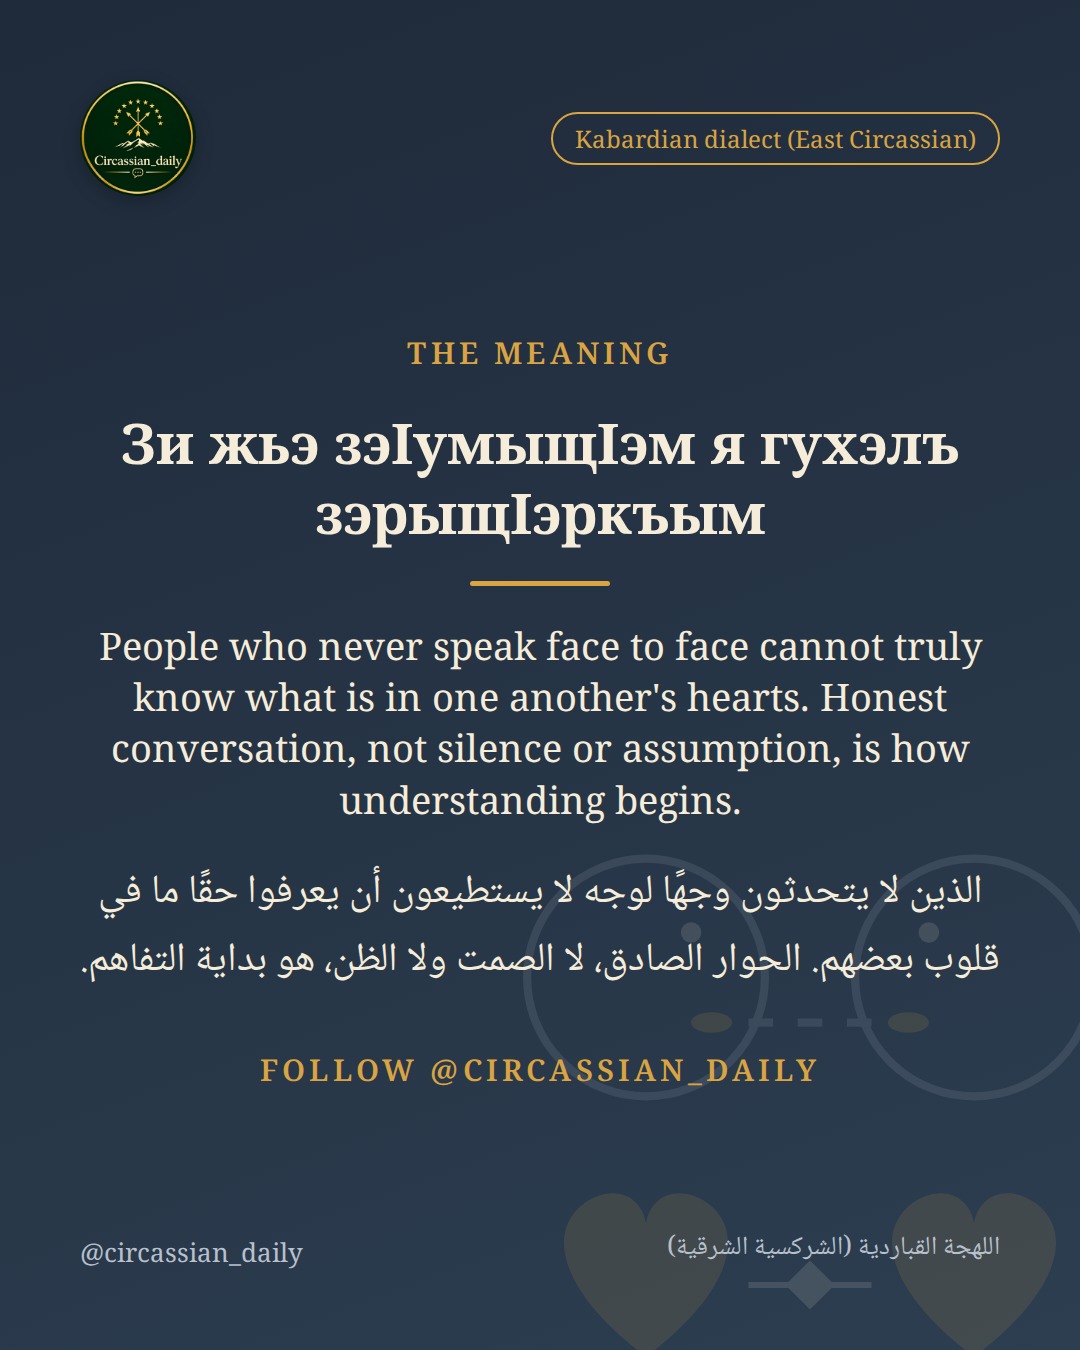 Circassian_daily
Kabardian dialect (East Circassian)
THE MEANING
Зи жьэ зэIумыщIэм я гухэлъ
зэрыщIэркъым
People who never speak face to face cannot truly
know what is in one another's hearts. Honest
conversation, not silence or assumption, is how
understanding begins.
الذين لا يتحدثون وجهًا لوجه لا يستطيعون أن يعرفوا حقًا ما في
قلوب بعضهم. الحوار الصادق، لا الصمت ولا الظن، هو بداية التفاهم.
FOLLOW @CIRCASSIAN_DAILY
@circassian_daily
اللهجة القباردية (الشركسية الشرقية)